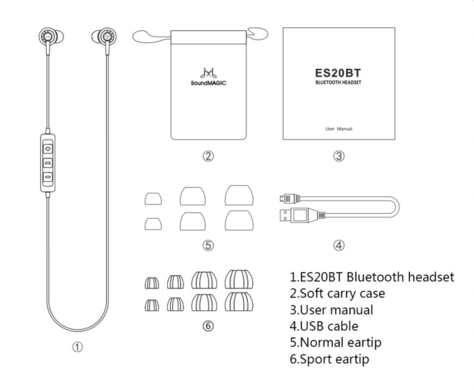 SoundMAGIC
ES20BT
BLUETOOTH HEADSET
User Manual
②
③
⑤
④
⑥
①
1.ES20BT Bluetooth headset
2.Soft carry case
3.User manual
4.USB cable
5.Normal eartip
6.Sport eartip